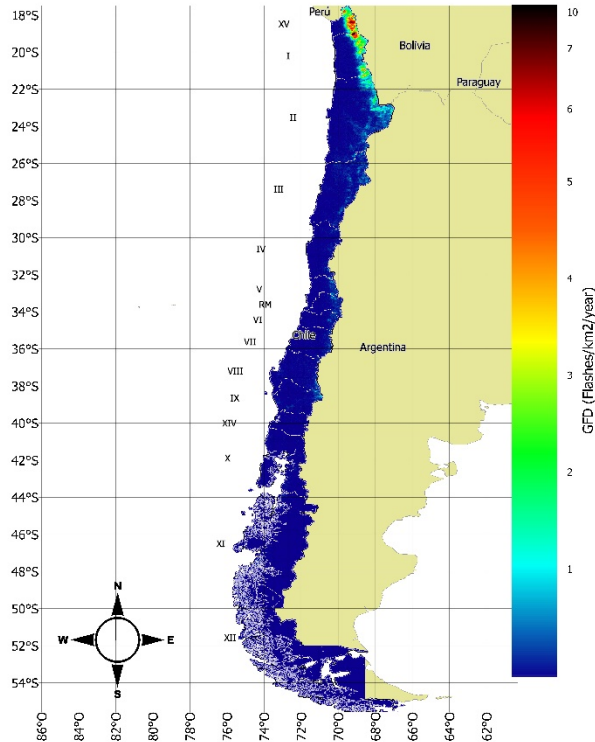 Peru
XV
Bolivia
I
Paraguay
II
III
IV
V
RM
VI
Chile
VII
Argentina
VIII
IX
XIV
X
XI
XII
18°S
20°S
22°S
24°S
26°S
28°S
30°S
32°S
34°S
36°S
38°S
40°S
42°S
44°S
46°S
48°S
50°S
52°S
54°S
N
W
E
S
86°O
84°O
82°O
80°O
78°O
76°O
74°O
72°O
70°O
68°O
66°O
64°O
62°O
10
7
6
5
4
3
2
1
GFD (Flashes/km2/year)